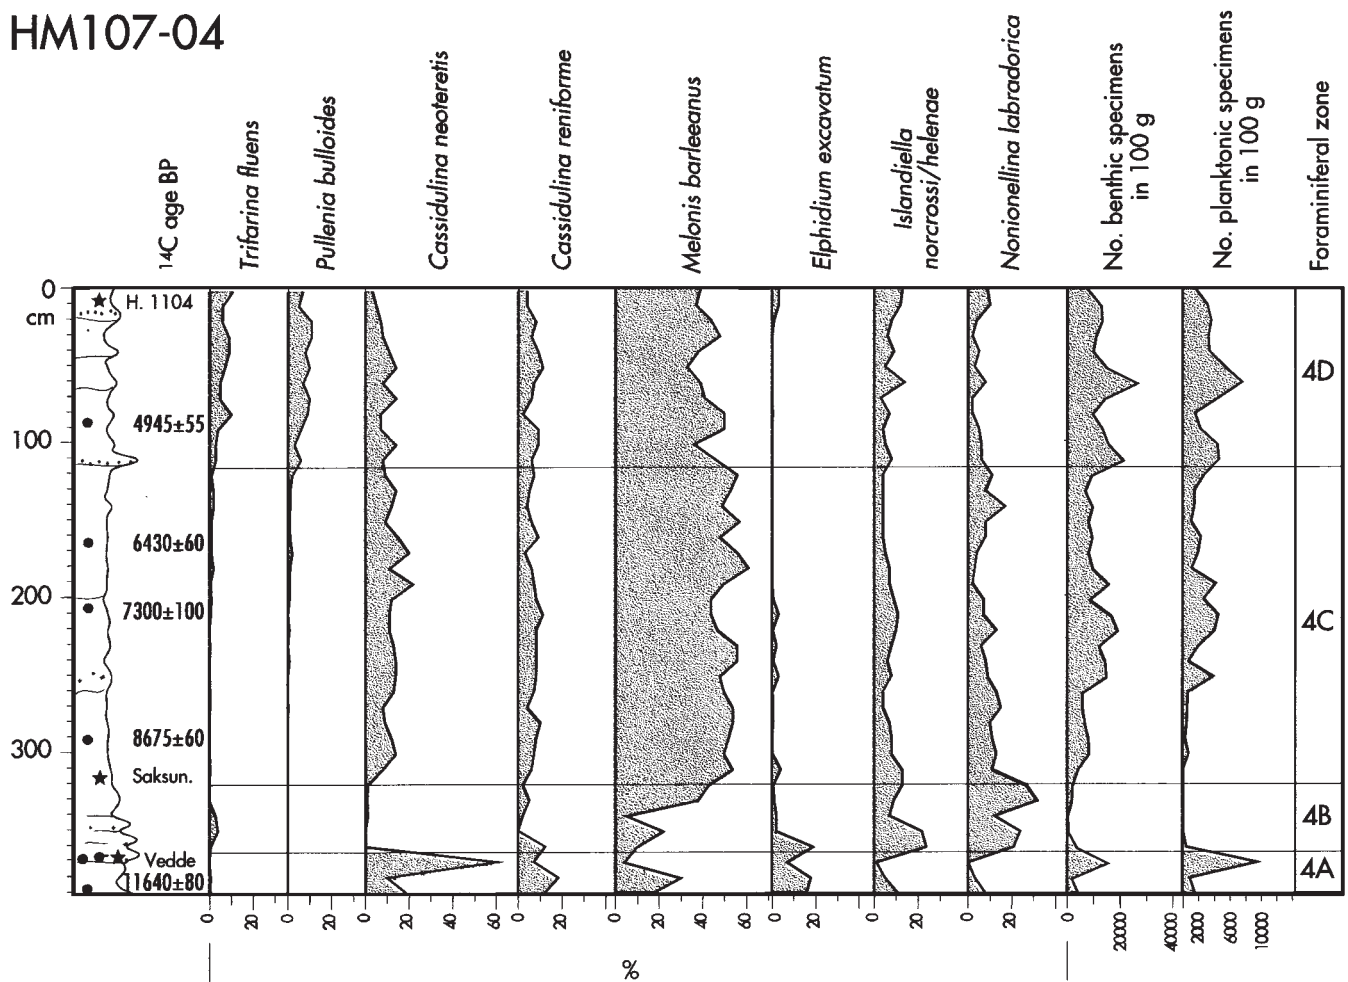 HM107-04
14C age BP
Trifarina fluens
Pullenia bulloides
Cassidulina neoteretis
Cassidulina reniforme
Melonis barleeanus
Elphidium excavatum
Islandiella
norcrossi/helenae
Nonionellina labradorica
No. benthic specimens
in 100 g
No. planktonic specimens
in 100 g
Foraminiferal zone
0
cm
100
200
300
H. 1104
4945±55
6430±60
7300±100
8675±60
Saksun.
Vedde
11640±80
4D
4C
4B
4A
0 20
0 20
0 20 40 60
0 20
0 20 40 60
0 20
0 20
0 20
0 20000 40000
0 2000 6000 10000
%